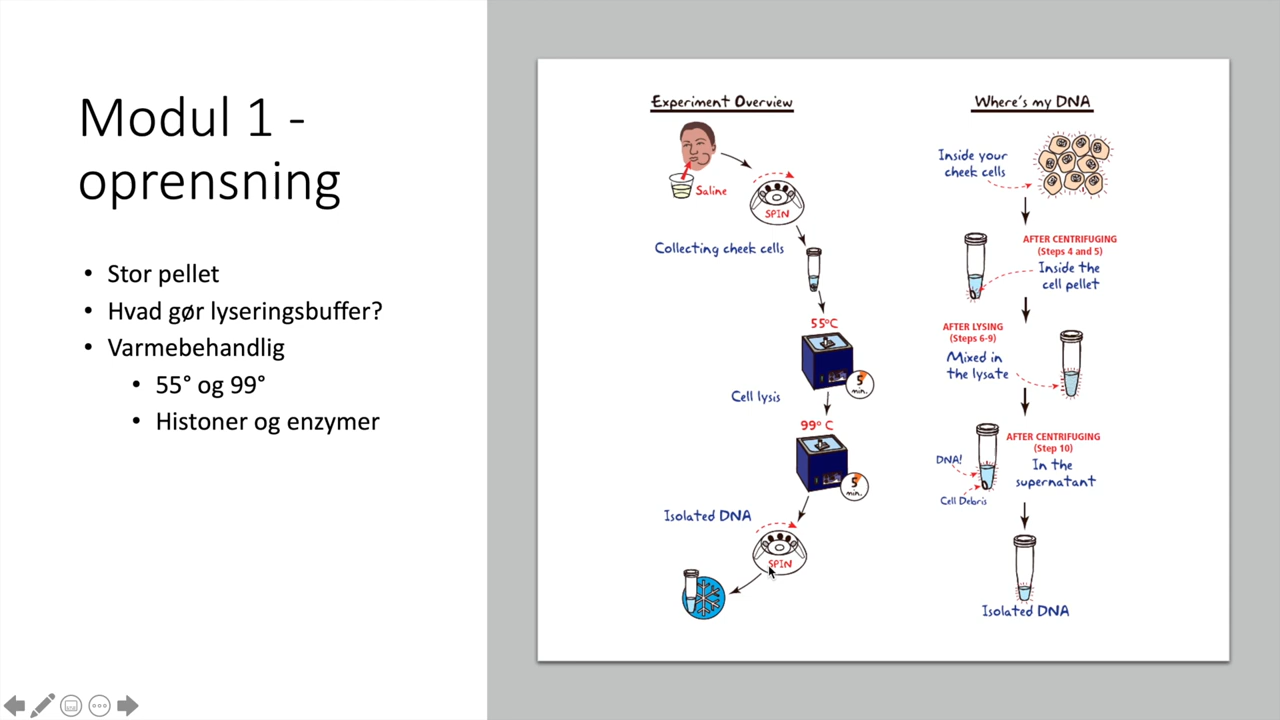 Modul 1 -
oprensning
• Stor pellet
• Hvad gør lyseringsbuffer?
• Varmebehandlig
• 55° og 99°
• Histoner og enzymer
Experiment Overview
Saline
SPIN
Collecting cheek cells
55°C
5
min.
Cell lysis
99° C
5
min.
Isolated DNA
SPIN
Where's my DNA
Inside your
cheek cells
AFTER CENTRIFUGING
(Steps 4 and 5)
Inside the
cell pellet
AFTER LYSING
(Steps 6-9)
Mixed in
the lysate
AFTER CENTRIFUGING
(Step 10)
DNA!
In the
supernatant
Cell Debris
Isolated DNA